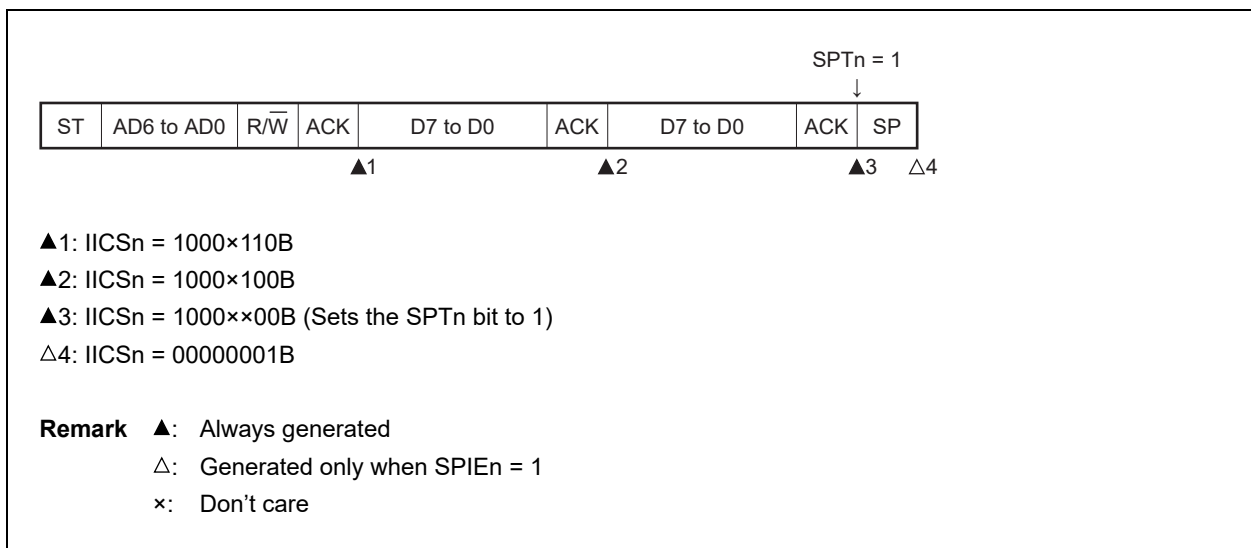 SPTn = 1
↓
ST AD6 to AD0 R/W̅ ACK D7 to D0 ACK D7 to D0 ACK SP
▲1 ▲2 ▲3 △4
▲1: IICSn = 1000×110B
▲2: IICSn = 1000×100B
▲3: IICSn = 1000××00B (Sets the SPTn bit to 1)
△4: IICSn = 00000001B
Remark ▲: Always generated
△: Generated only when SPIEn = 1
×: Don’t care